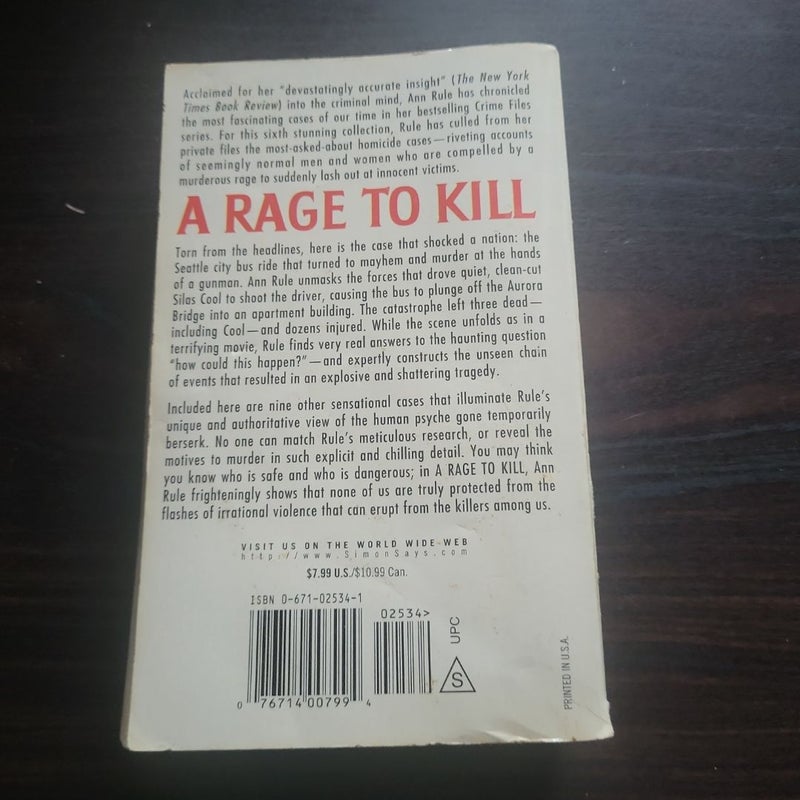 Acclaimed for her "devastatingly accurate insight" (The New York
Times Book Review) into the criminal mind, Ann Rule has chronicled
the most fascinating cases of our time in her bestselling Crime Files
series. For this sixth stunning collection, Rule has culled from her
private files the most-asked-about homicide cases—riveting accounts
of seemingly normal men and women who are compelled by a
murderous rage to suddenly lash out at innocent victims.
A RAGE TO KILL
Torn from the headlines, here is the case that shocked a nation: the
Seattle city bus ride that turned to mayhem and murder at the hands
of a gunman. Ann Rule unmasks the forces that drove quiet, clean-cut
Silas Cool to shoot the driver, causing the bus to plunge off the Aurora
Bridge into an apartment building. The catastrophe left three dead—
including Cool—and dozens injured. While the scene unfolds as in a
terrifying movie, Rule finds very real answers to the haunting question
"how could this happen?"—and expertly constructs the unseen chain
of events that resulted in an explosive and shattering tragedy.
Included here are nine other sensational cases that illuminate Rule's
unique and authoritative view of the human psyche gone temporarily
berserk. No one can match Rule's meticulous research, or reveal the
motives to murder in such explicit and chilling detail. You may think
you know who is safe and who is dangerous; in A RAGE TO KILL, Ann
Rule frighteningly shows that none of us are truly protected from the
flashes of irrational violence that can erupt from the killers among us.
VISIT US ON THE WORLD WIDE WEB
http://www.SimonSays.com
$7.99 U.S./$10.99 Can.
ISBN 0-671-02534-1
02534>
UPC
S
0 76714 00799 4
PRINTED IN U.S.A.